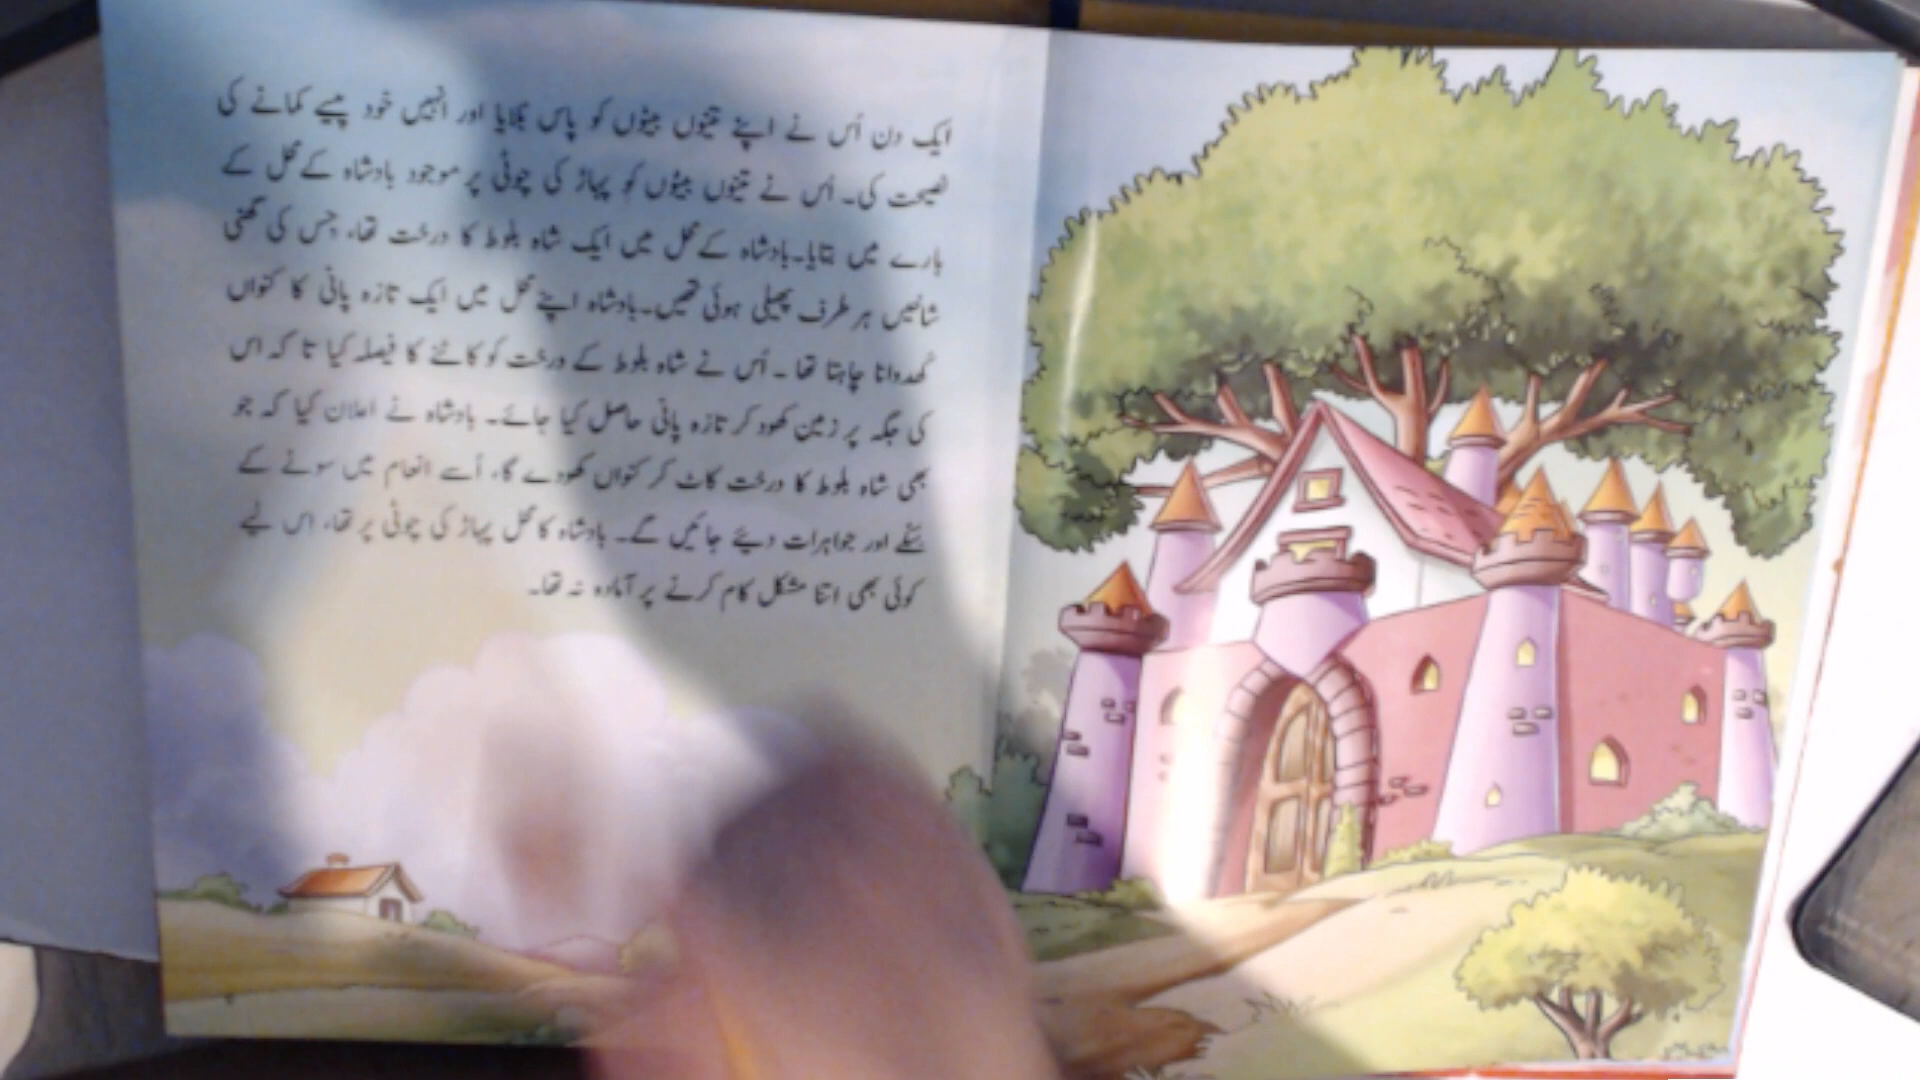 ایک دن اُس نے اپنے تینوں بیٹوں کو پاس بُلایا اور انہیں خود پیسے کمانے کی
نصیحت کی۔ اُس نے تینوں بیٹوں کو پہاڑ کی چوٹی پر موجود بادشاہ کے محل کے
بارے میں بتایا۔بادشاہ کے محل میں ایک شاہ بلوط کا درخت تھا، جس کی گھنی
شاخیں ہر طرف پھیلی ہوئی تھیں۔بادشاہ اپنے محل میں ایک تازہ پانی کا کنواں
کُھدوانا چاہتا تھا ۔ اُس نے شاہ بلوط کے درخت کو کاٹنے کا فیصلہ کیا تا کہ اس
کی جگہ پر زمین کھود کر تازہ پانی حاصل کیا جائے۔ بادشاہ نے اعلان کیا کہ جو
بھی شاہ بلوط کا درخت کاٹ کر کنواں کھودے گا، اُسے انعام میں سونے کے
سِکّے اور جواہرات دیئے جائیں گے۔ بادشاہ کا محل پہاڑ کی چوٹی پر تھا، اس لیے
کوئی بھی اتنا مشکل کام کرنے پر آمادہ نہ تھا۔